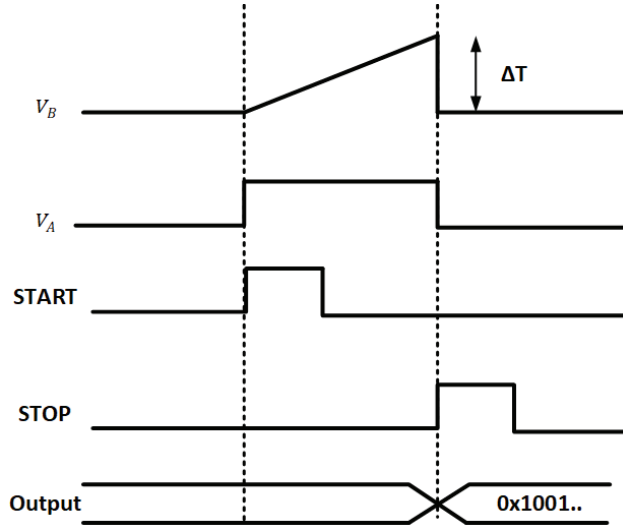 V_B
ΔT
V_A
START
STOP
Output
0x1001..